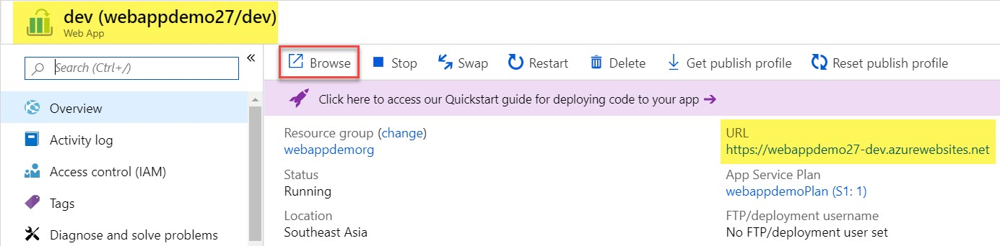 dev (webappdemo27/dev)
Web App
Search (Ctrl+/)
«
Browse
Stop
Swap
Restart
Delete
Get publish profile
Reset publish profile
Click here to access our Quickstart guide for deploying code to your app →
Overview
Activity log
Access control (IAM)
Tags
Diagnose and solve problems
Resource group (change)
webappdemorg
Status
Running
Location
Southeast Asia
URL
https://webappdemo27-dev.azurewebsites.net
App Service Plan
webappdemoPlan (S1: 1)
FTP/deployment username
No FTP/deployment user set